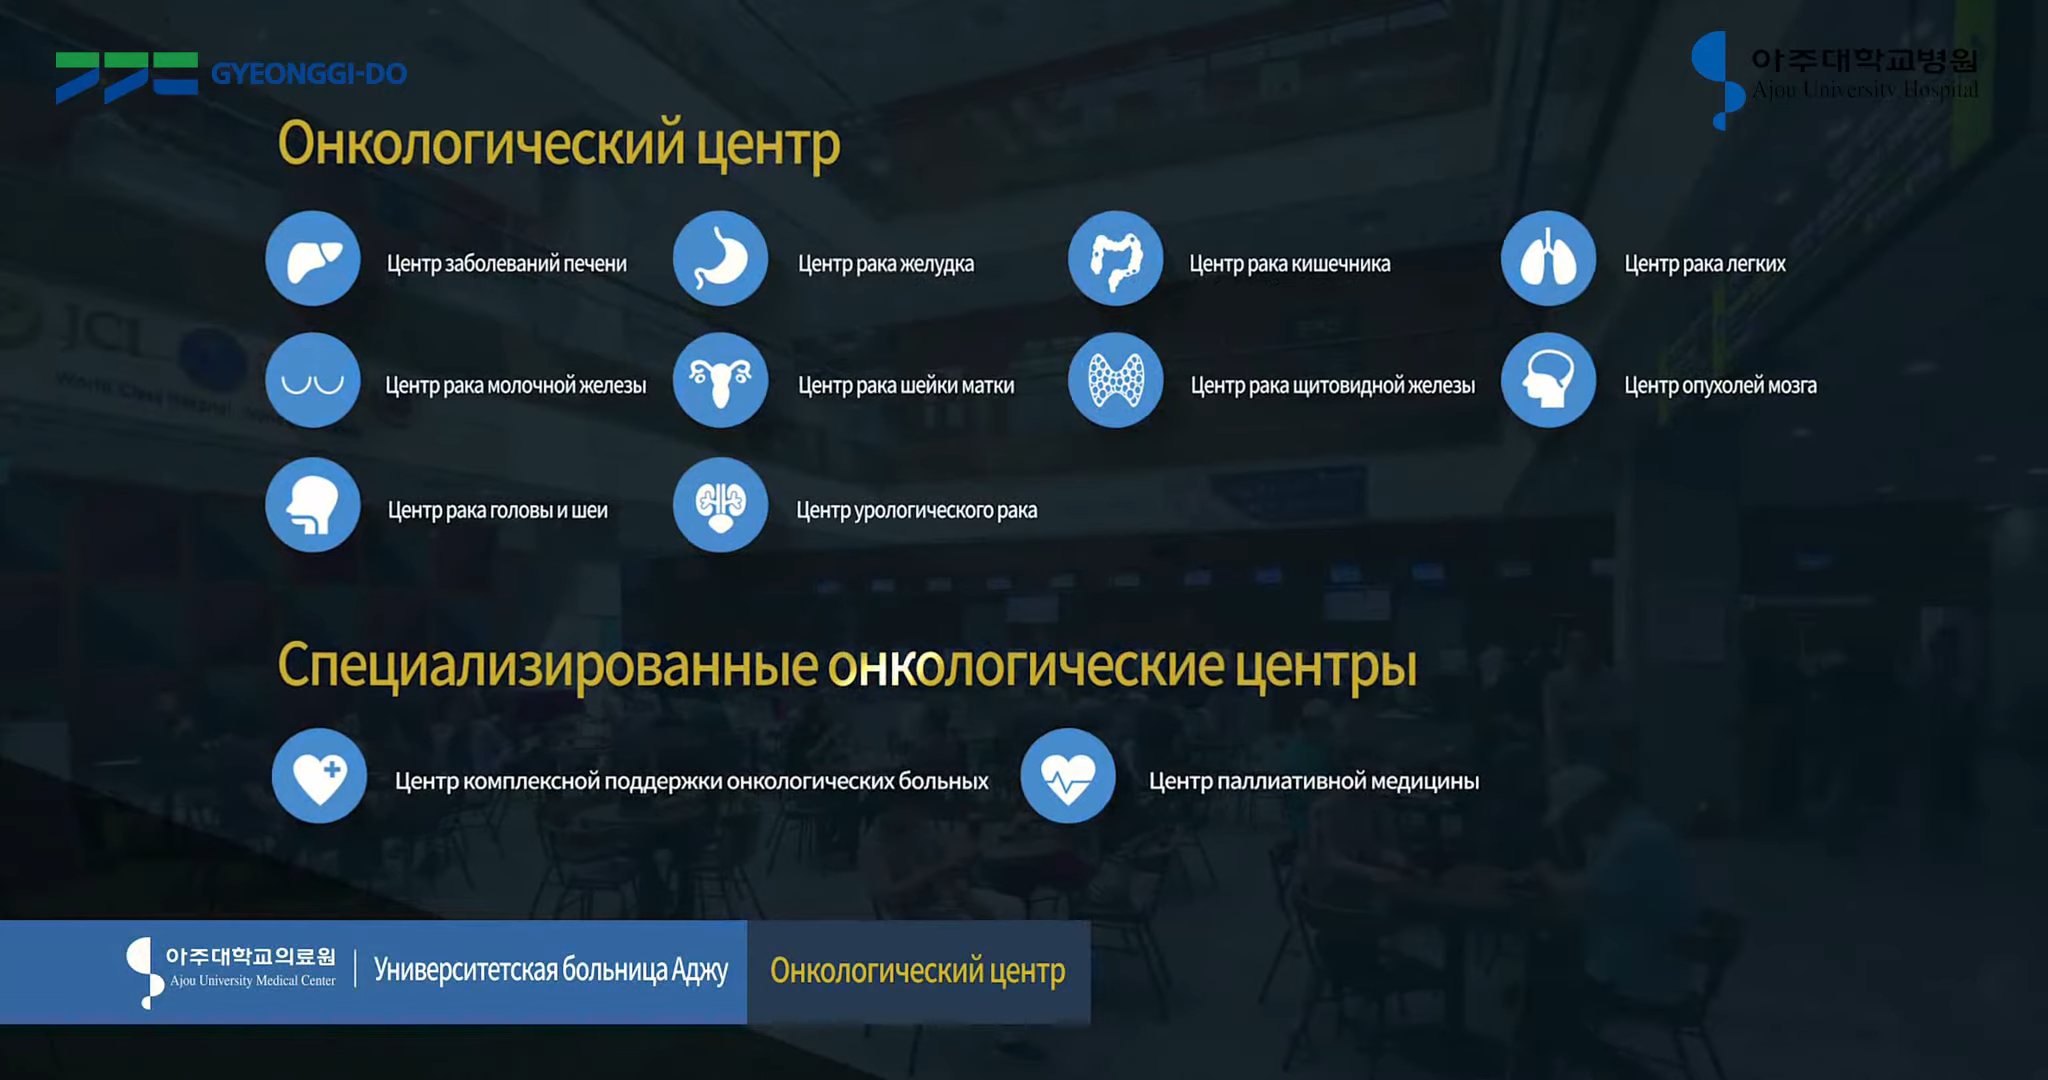 GYEONGGI-DO
아주대학교병원
Ajou University Hospital
Онкологический центр
Центр заболеваний печени
Центр рака желудка
Центр рака кишечника
Центр рака легких
Центр рака молочной железы
Центр рака шейки матки
Центр рака щитовидной железы
Центр опухолей мозга
Центр рака головы и шеи
Центр урологического рака
JCI
Специализированные онкологические центры
Центр комплексной поддержки онкологических больных
Центр паллиативной медицины
아주대학교의료원
Ajou University Medical Center
Университетская больница Аджу
Онкологический центр